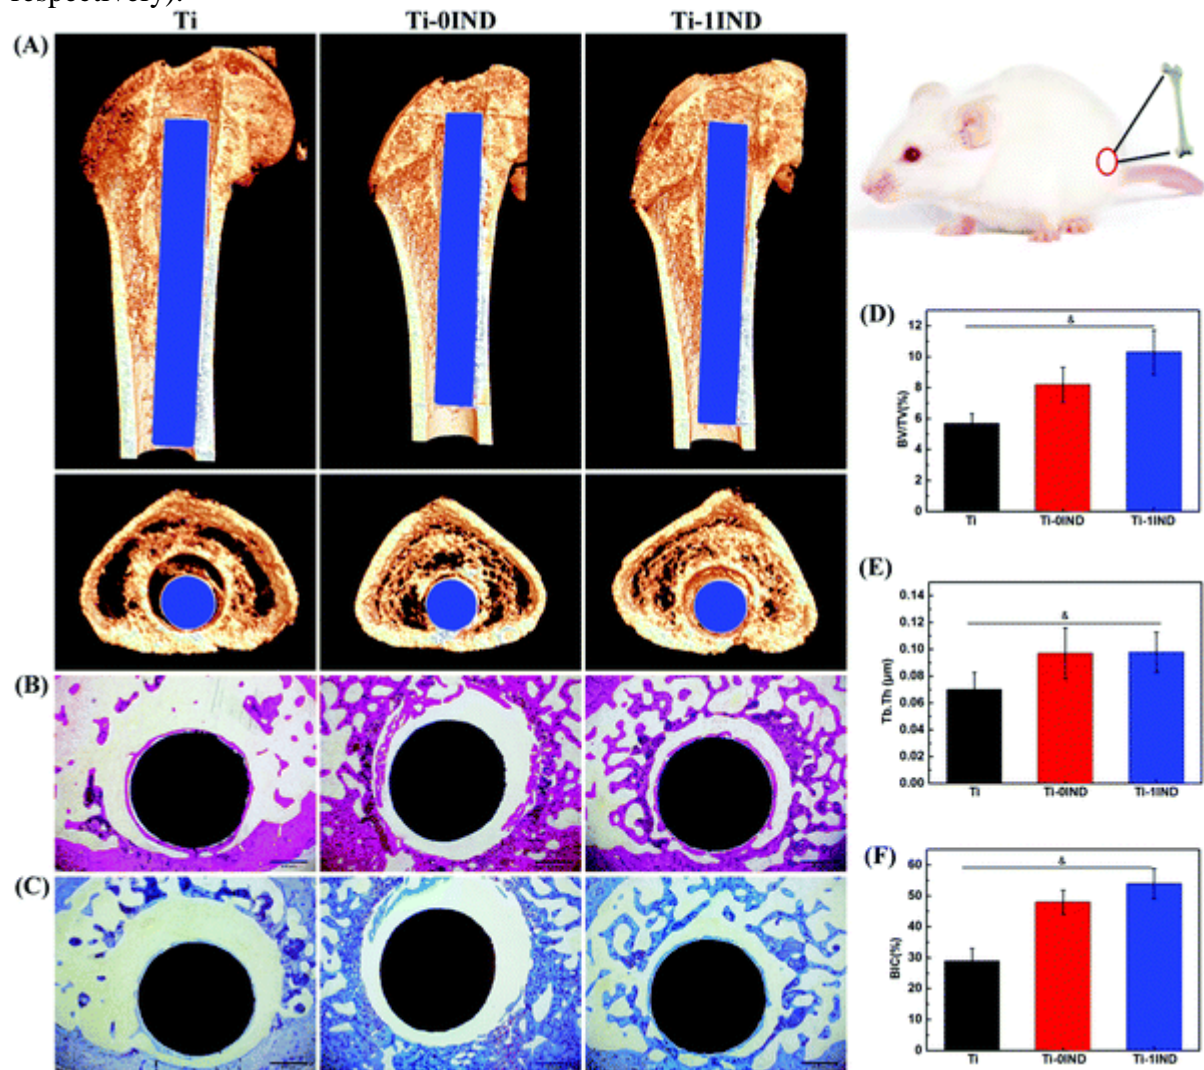 respectively).
Ti Ti-0IND Ti-1IND
(A)
(B)
(C)
(D)
&
12
10
8
6
4
2
0
BV/TV(%)
Ti Ti-0IND Ti-1IND
(E)
&
0.14
0.12
0.10
0.08
0.06
0.04
0.02
0.00
Tb.Th (μm)
Ti Ti-0IND Ti-1IND
(F)
&
60
50
40
30
20
10
0
BIC(%)
Ti Ti-0IND Ti-1IND